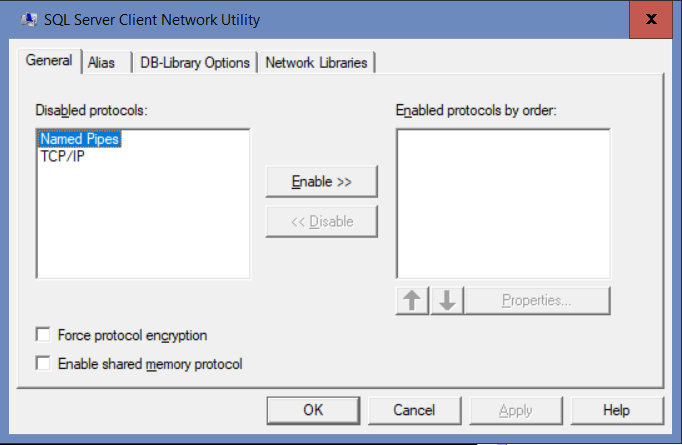 SQL Server Client Network Utility
x
General Alias DB-Library Options Network Libraries
Disabled protocols: Enabled protocols by order:
Named Pipes
TCP/IP
Enable >>
<< Disable
Properties...
Force protocol encryption
Enable shared memory protocol
OK Cancel Apply Help